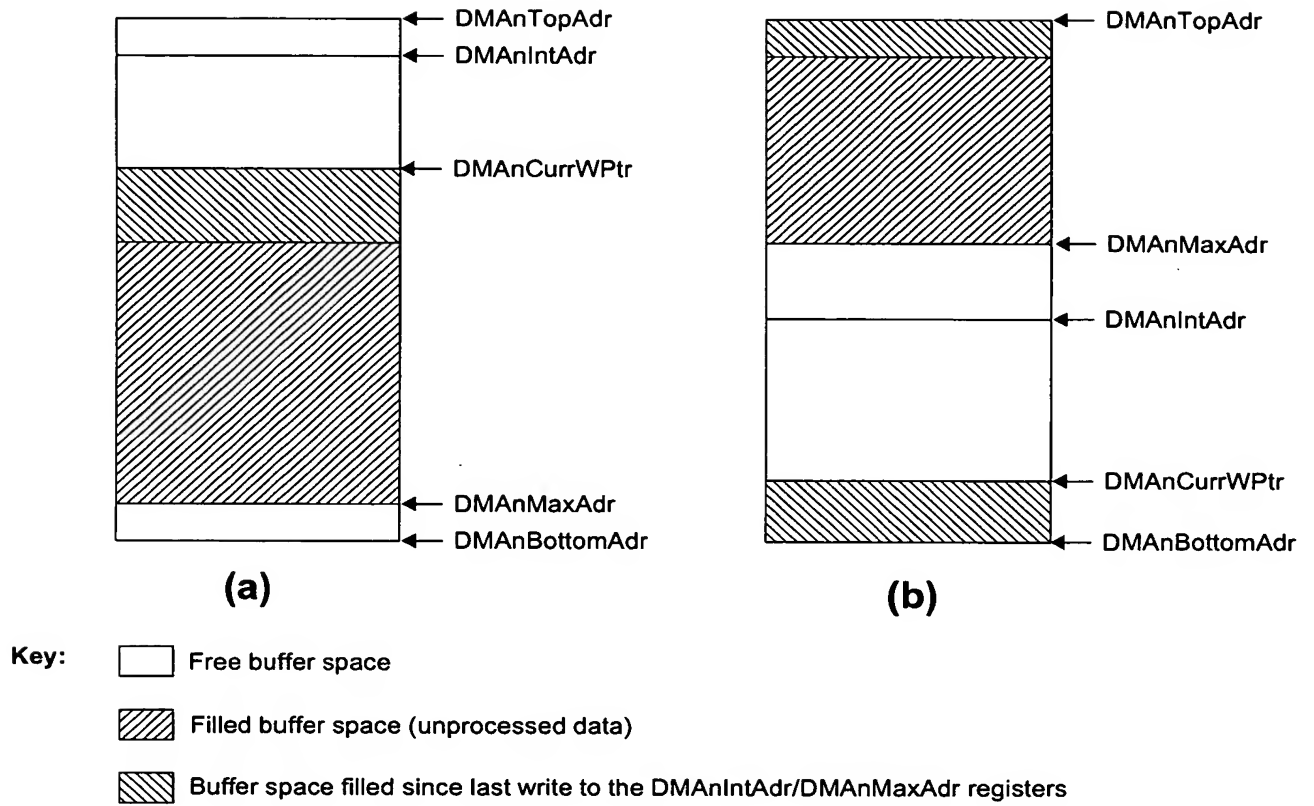 DMAnTopAdr
DMAnIntAdr
DMAnCurrWPtr
DMAnMaxAdr
DMAnBottomAdr
(a)
DMAnTopAdr
DMAnMaxAdr
DMAnIntAdr
DMAnCurrWPtr
DMAnBottomAdr
(b)
Key:
Free buffer space
Filled buffer space (unprocessed data)
Buffer space filled since last write to the DMAnIntAdr/DMAnMaxAdr registers